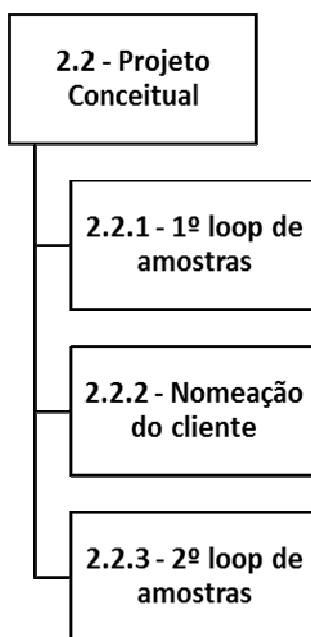 2.2 - Projeto
Conceitual
2.2.1 - 1º loop de
amostras
2.2.2 - Nomeação
do cliente
2.2.3 - 2º loop de
amostras